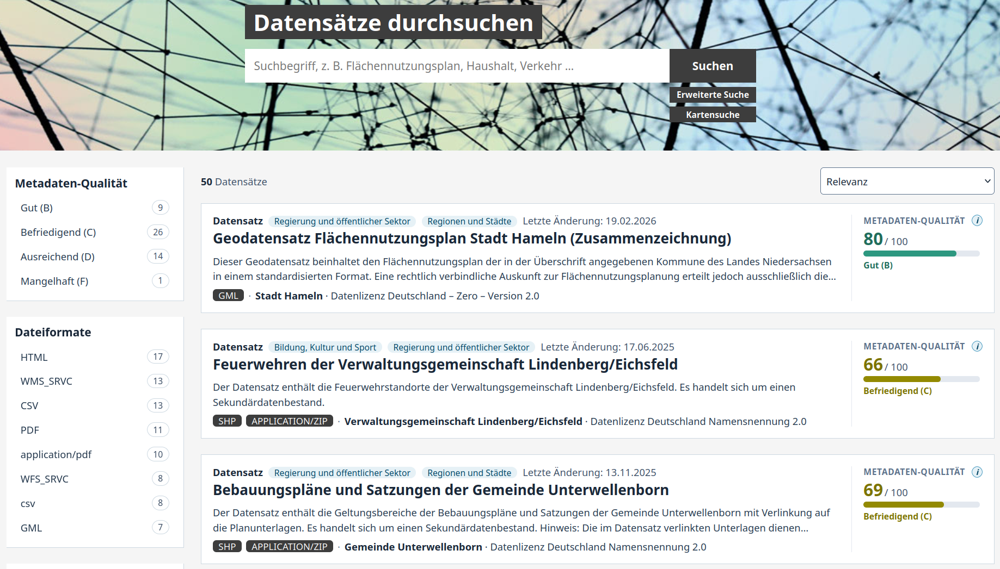 Datensätze durchsuchen
Suchbegriff, z. B. Flächennutzungsplan, Haushalt, Verkehr ...
Suchen
Erweiterte Suche
Kartensuche
Metadaten-Qualität
Gut (B) 9
Befriedigend (C) 26
Ausreichend (D) 14
Mangelhaft (F) 1
Dateiformate
HTML 17
WMS_SRVC 13
CSV 13
PDF 11
application/pdf 10
WFS_SRVC 8
csv 8
GML 7
50 Datensätze
Relevanz
Datensatz Regierung und öffentlicher Sektor Regionen und Städte Letzte Änderung: 19.02.2026
Geodatensatz Flächennutzungsplan Stadt Hameln (Zusammenzeichnung)
Dieser Geodatensatz beinhaltet den Flächennutzungsplan der in der Überschrift angegebenen Kommune des Landes Niedersachsen
in einem standardisierten Format. Eine rechtlich verbindliche Auskunft zur Flächennutzungsplanung erteilt jedoch ausschließlich die...
GML · Stadt Hameln · Datenlizenz Deutschland – Zero – Version 2.0
METADATEN-QUALITÄT i
80 / 100
Gut (B)
Datensatz Bildung, Kultur und Sport Regierung und öffentlicher Sektor Letzte Änderung: 17.06.2025
Feuerwehren der Verwaltungsgemeinschaft Lindenberg/Eichsfeld
Der Datensatz enthält die Feuerwehrstandorte der Verwaltungsgemeinschaft Lindenberg/Eichsfeld. Es handelt sich um einen
Sekundärdatenbestand.
SHP APPLICATION/ZIP · Verwaltungsgemeinschaft Lindenberg/Eichsfeld · Datenlizenz Deutschland Namensnennung 2.0
METADATEN-QUALITÄT i
66 / 100
Befriedigend (C)
Datensatz Regierung und öffentlicher Sektor Regionen und Städte Letzte Änderung: 13.11.2025
Bebauungspläne und Satzungen der Gemeinde Unterwellenborn
Der Datensatz enthält die Geltungsbereiche der Bebauungspläne und Satzungen der Gemeinde Unterwellenborn mit Verlinkung auf
die Planunterlagen. Es handelt sich um einen Sekundärdatenbestand. Hinweis: Die im Datensatz verlinkten Unterlagen dienen...
SHP APPLICATION/ZIP · Gemeinde Unterwellenborn · Datenlizenz Deutschland Namensnennung 2.0
METADATEN-QUALITÄT i
69 / 100
Befriedigend (C)